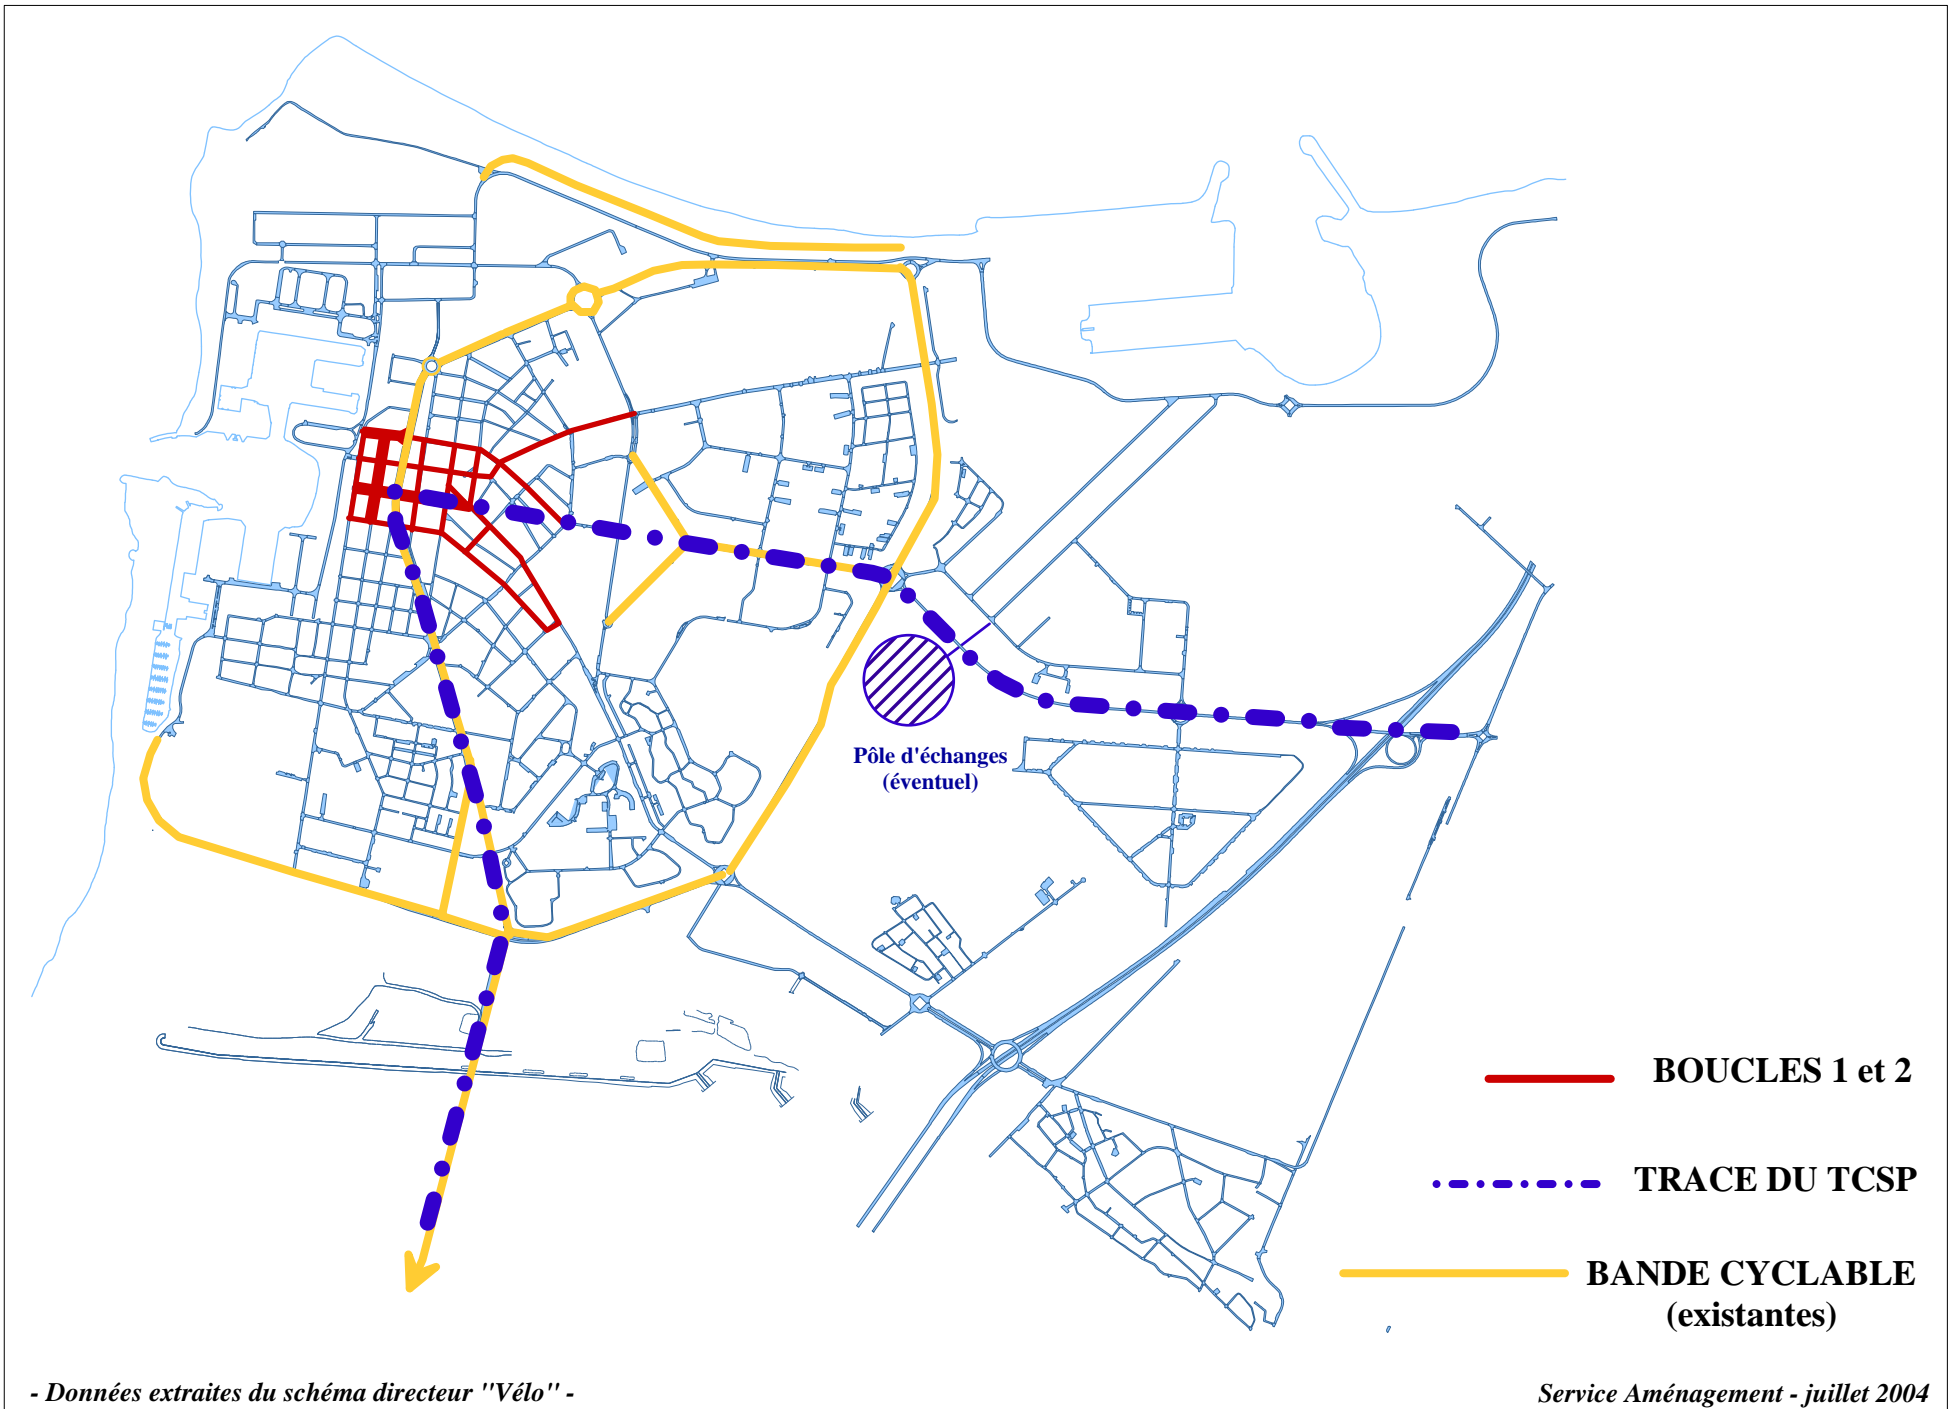 Pôle d'échanges
(éventuel)
BOUCLES 1 et 2
TRACE DU TCSP
BANDE CYCLABLE
(existantes)
- Données extraites du schéma directeur "Vélo" -
Service Aménagement - juillet 2004